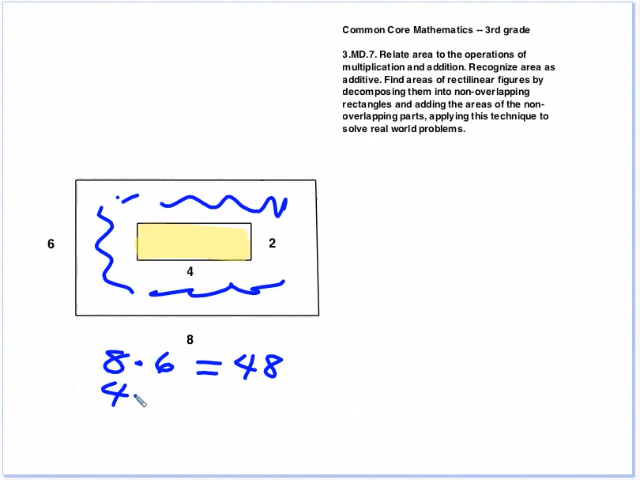 Common Core Mathematics -- 3rd grade
3.MD.7. Relate area to the operations of
multiplication and addition. Recognize area as
additive. Find areas of rectilinear figures by
decomposing them into non-overlapping
rectangles and adding the areas of the non-
overlapping parts, applying this technique to
solve real world problems.
6
2
4
8
8 · 6 = 48
4 ·